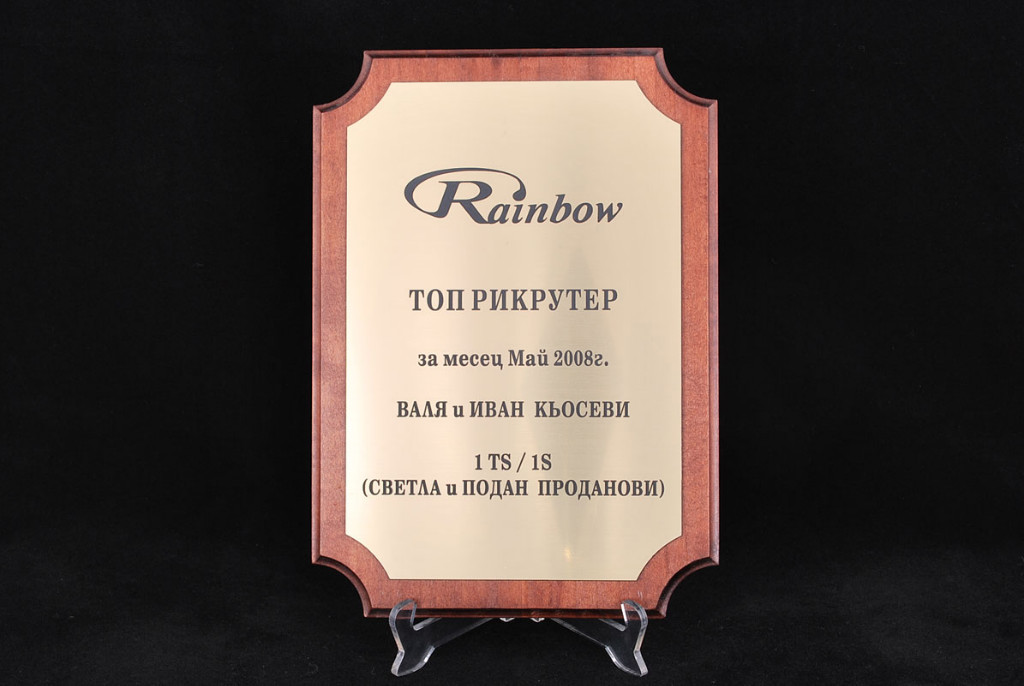 Rainbow
ТОП РИКРУТЕР
за месец Май 2008г.
ВАЛЯ и ИВАН КЬОСЕВИ
1 TS / 1S
(СВЕТЛА и ПОДАН ПРОДАНОВИ)